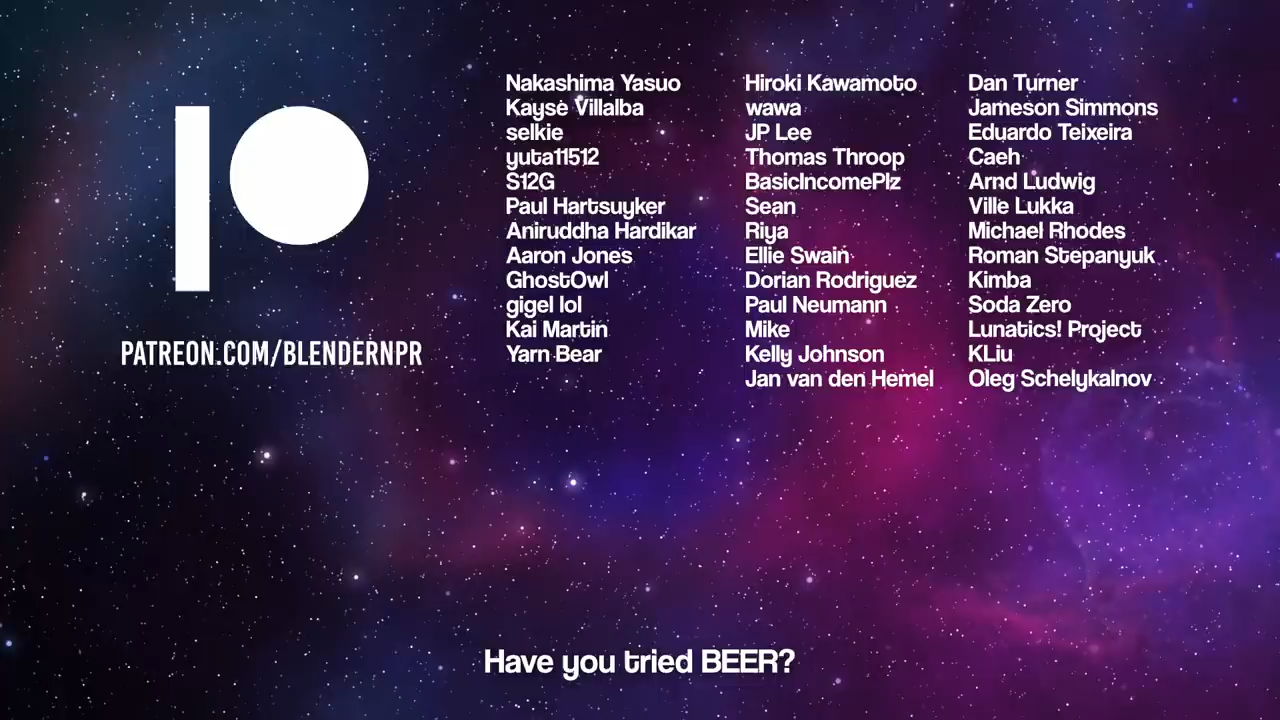 PATREON.COM/BLENDERNPR
Nakashima Yasuo
Kayse Villalba
selkie
yuta11512
S12G
Paul Hartsuyker
Aniruddha Hardikar
Aaron Jones
GhostOwl
gigel lol
Kai Martin
Yarn Bear
Hiroki Kawamoto
wawa
JP Lee
Thomas Throop
BasicIncomePlz
Sean
Riya
Ellie Swain
Dorian Rodriguez
Paul Neumann
Mike
Kelly Johnson
Jan van den Hemel
Dan Turner
Jameson Simmons
Eduardo Teixeira
Caeh
Arnd Ludwig
Ville Lukka
Michael Rhodes
Roman Stepanyuk
Kimba
Soda Zero
Lunatics! Project
KLiu
Oleg Schelykalnov
Have you tried BEER?